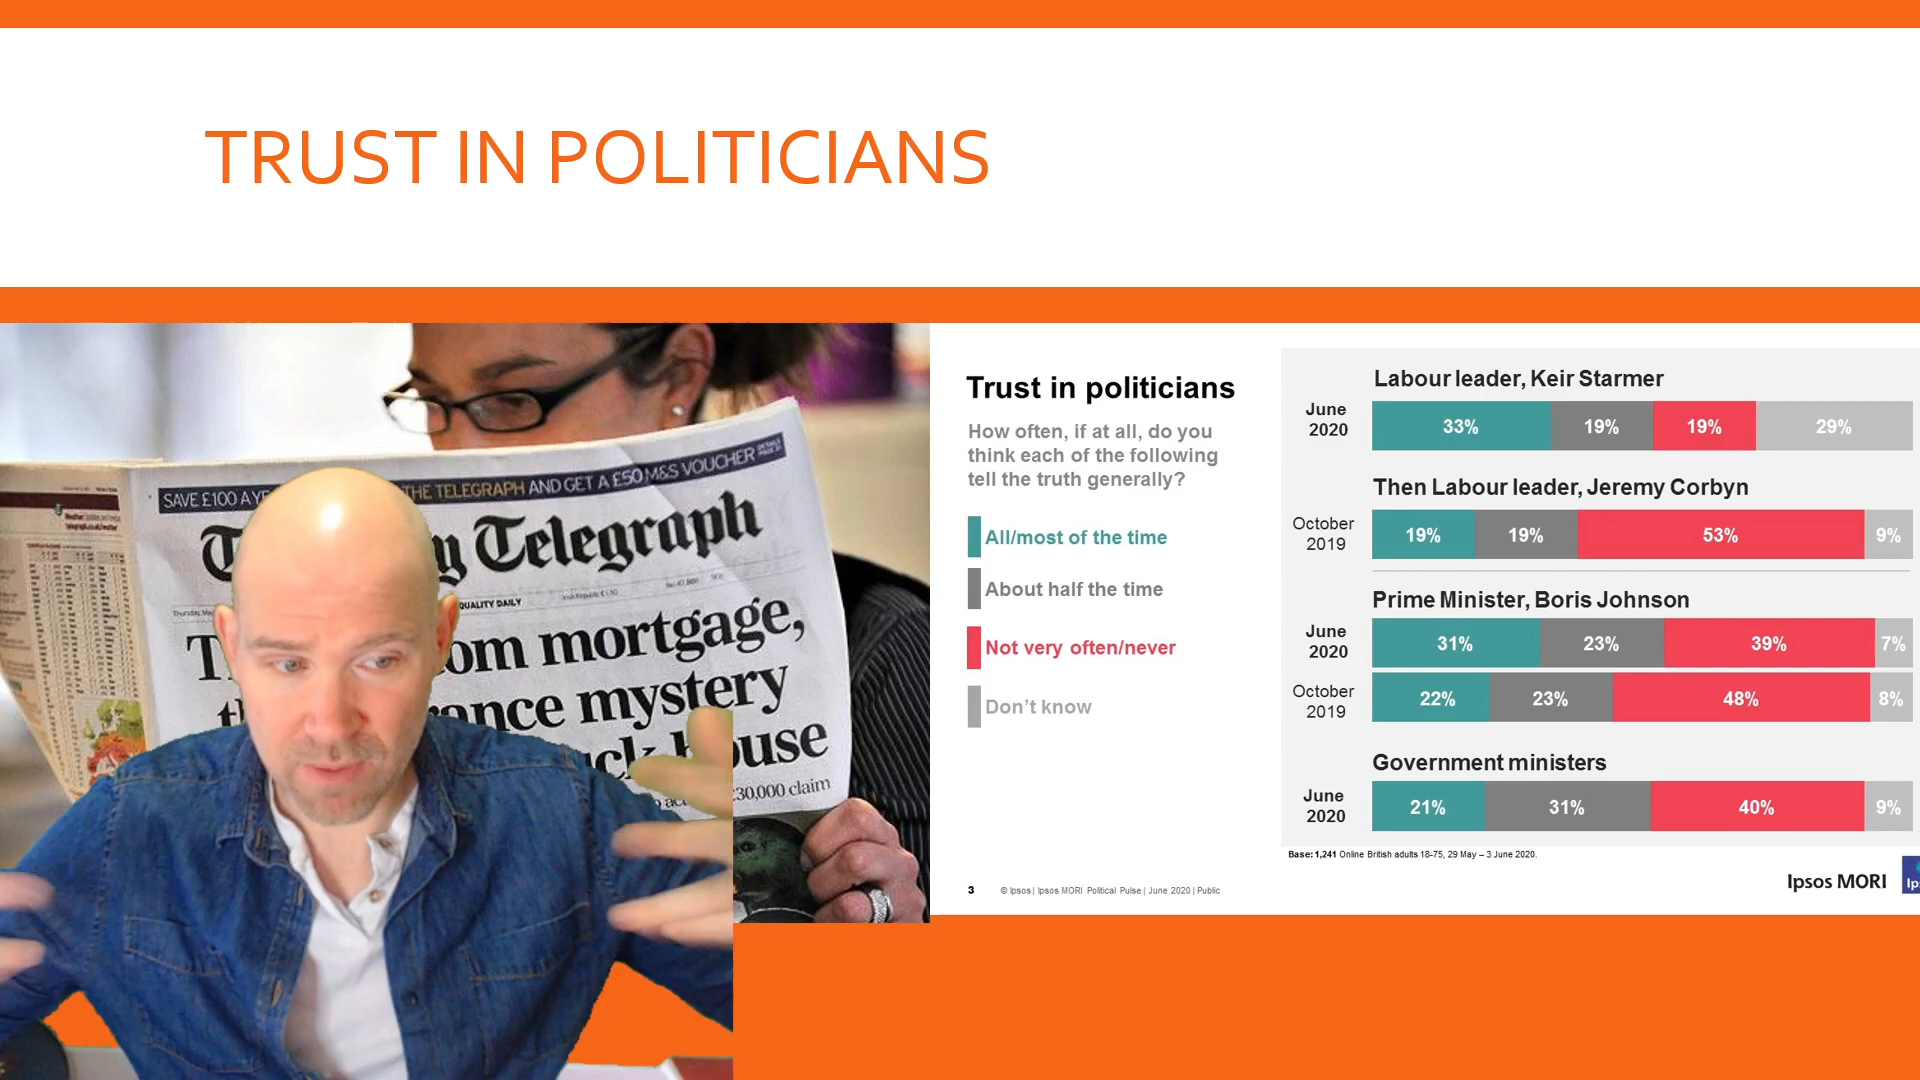 TRUST IN POLITICIANS
SAVE £100 A YE
THE TELEGRAPH AND GET A £50 M&S VOUCHER
y Telegraph
QUALITY DAILY
om mortgage,
ance mystery
ouse
£30,000 claim
Trust in politicians
How often, if at all, do you
think each of the following
tell the truth generally?
All/most of the time
About half the time
Not very often/never
Don't know
Labour leader, Keir Starmer
June
2020
33% 19% 19% 29%
Then Labour leader, Jeremy Corbyn
October
2019
19% 19% 53% 9%
Prime Minister, Boris Johnson
June
2020
31% 23% 39% 7%
October
2019
22% 23% 48% 8%
Government ministers
June
2020
21% 31% 40% 9%
Base: 1,241 Online British adults 18-75, 29 May – 3 June 2020.
Ipsos MORI
3 © Ipsos | Ipsos MORI Political Pulse | June 2020 | Public